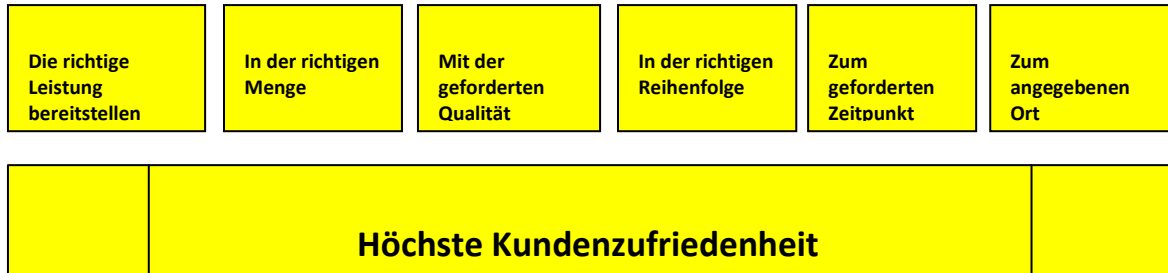 Die richtige
Leistung
bereitstellen
In der richtigen
Menge
Mit der
geforderten
Qualität
In der richtigen
Reihenfolge
Zum
geforderten
Zeitpunkt
Zum
angegebenen
Ort
Höchste Kundenzufriedenheit